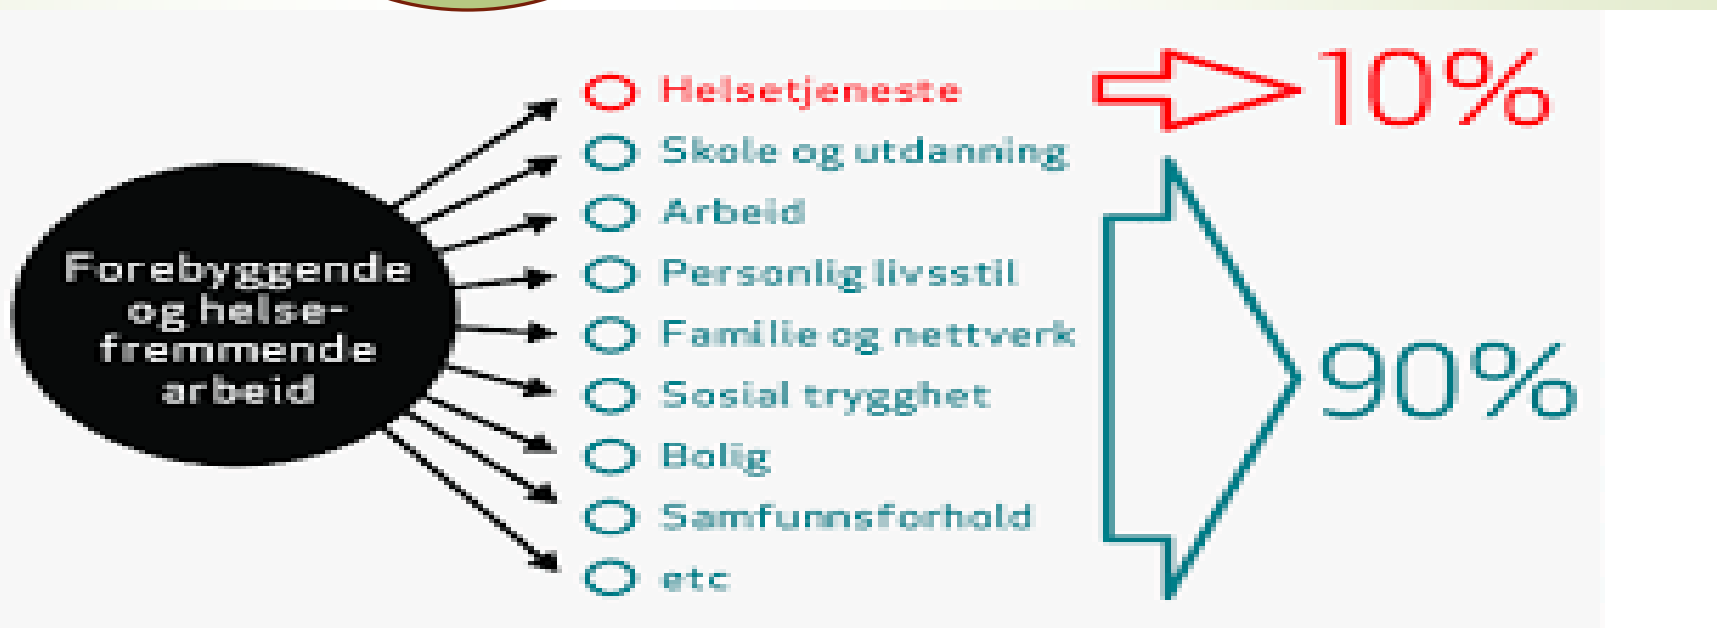 Forebyggende
og helse-
fremmende
arbeid
Helsetjeneste
Skole og utdanning
Arbeid
Personlig livsstil
Familie og nettverk
Sosial trygghet
Bolig
Samfunnsforhold
etc
10%
90%